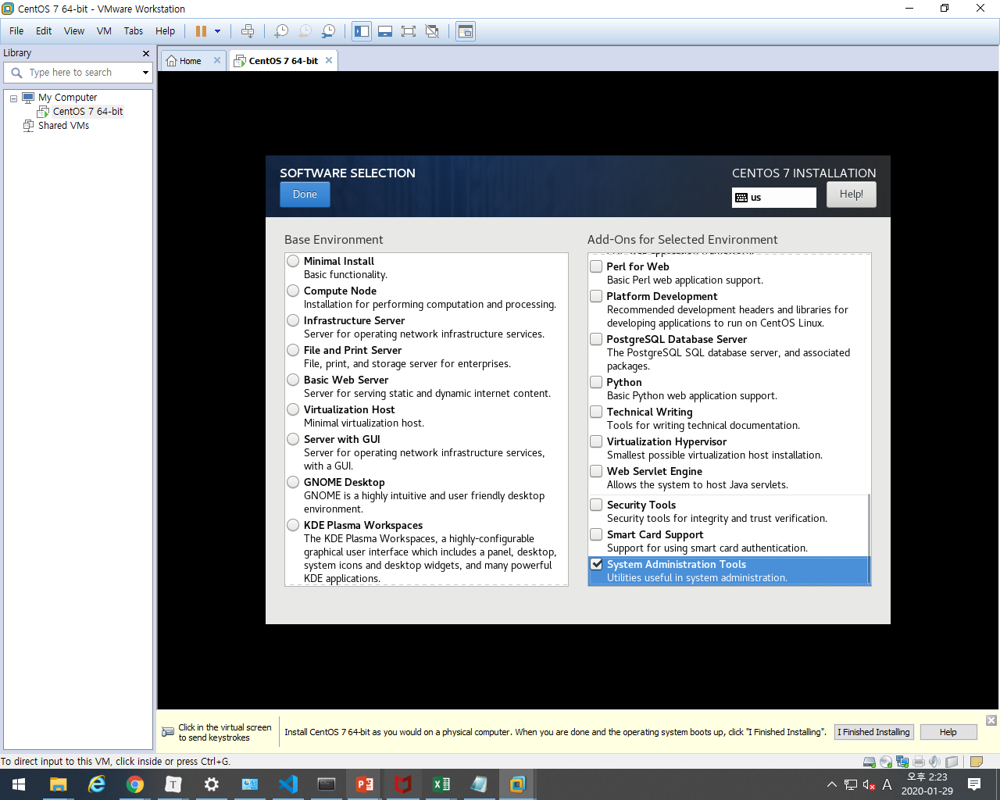 CentOS 7 64-bit - VMware Workstation
File Edit View VM Tabs Help
Library
Type here to search
My Computer
CentOS 7 64-bit
Shared VMs
Home
CentOS 7 64-bit
SOFTWARE SELECTION
Done
CENTOS 7 INSTALLATION
us
Help!
Base Environment
Minimal Install
Basic functionality.
Compute Node
Installation for performing computation and processing.
Infrastructure Server
Server for operating network infrastructure services.
File and Print Server
File, print, and storage server for enterprises.
Basic Web Server
Server for serving static and dynamic internet content.
Virtualization Host
Minimal virtualization host.
Server with GUI
Server for operating network infrastructure services,
with a GUI.
GNOME Desktop
GNOME is a highly intuitive and user friendly desktop
environment.
KDE Plasma Workspaces
The KDE Plasma Workspaces, a highly-configurable
graphical user interface which includes a panel, desktop,
system icons and desktop widgets, and many powerful
KDE applications.
Add-Ons for Selected Environment
Perl for Web
Basic Perl web application support.
Platform Development
Recommended development headers and libraries for
developing applications to run on CentOS Linux.
PostgreSQL Database Server
The PostgreSQL SQL database server, and associated
packages.
Python
Basic Python web application support.
Technical Writing
Tools for writing technical documentation.
Virtualization Hypervisor
Smallest possible virtualization host installation.
Web Servlet Engine
Allows the system to host Java servlets.
Security Tools
Security tools for integrity and trust verification.
Smart Card Support
Support for using smart card authentication.
System Administration Tools
Utilities useful in system administration.
Click in the virtual screen
to send keystrokes
Install CentOS 7 64-bit as you would on a physical computer. When you are done and the operating system boots up, click "I Finished Installing".
I Finished Installing
Help
To direct input to this VM, click inside or press Ctrl+G.
T
A
오후 2:23
2020-01-29